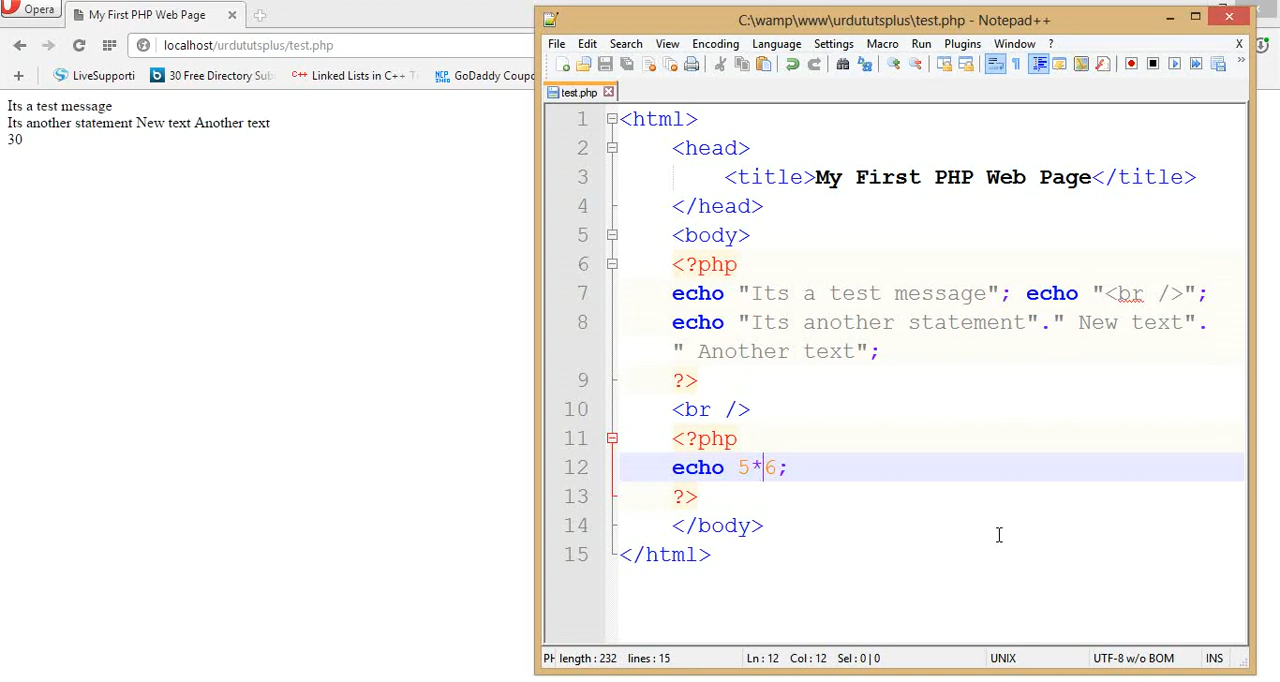 Opera
My First PHP Web Page
localhost/urdututsplus/test.php
LiveSupporti
30 Free Directory Sub
Linked Lists in C++ T
GoDaddy Coupo
Its a test message
Its another statement New text Another text
30
C:\wamp\www\urdututsplus\test.php - Notepad++
File Edit Search View Encoding Language Settings Macro Run Plugins Window ? X
test.php
1 <html>
2 <head>
3 <title>My First PHP Web Page</title>
4 </head>
5 <body>
6 <?php
7 echo "Its a test message"; echo "<br />";
8 echo "Its another statement"." New text".
" Another text";
9 ?>
10 <br />
11 <?php
12 echo 5*6;
13 ?>
14 </body>
15 </html>
PH length : 232 lines : 15 Ln : 12 Col : 12 Sel : 0 | 0 UNIX UTF-8 w/o BOM INS